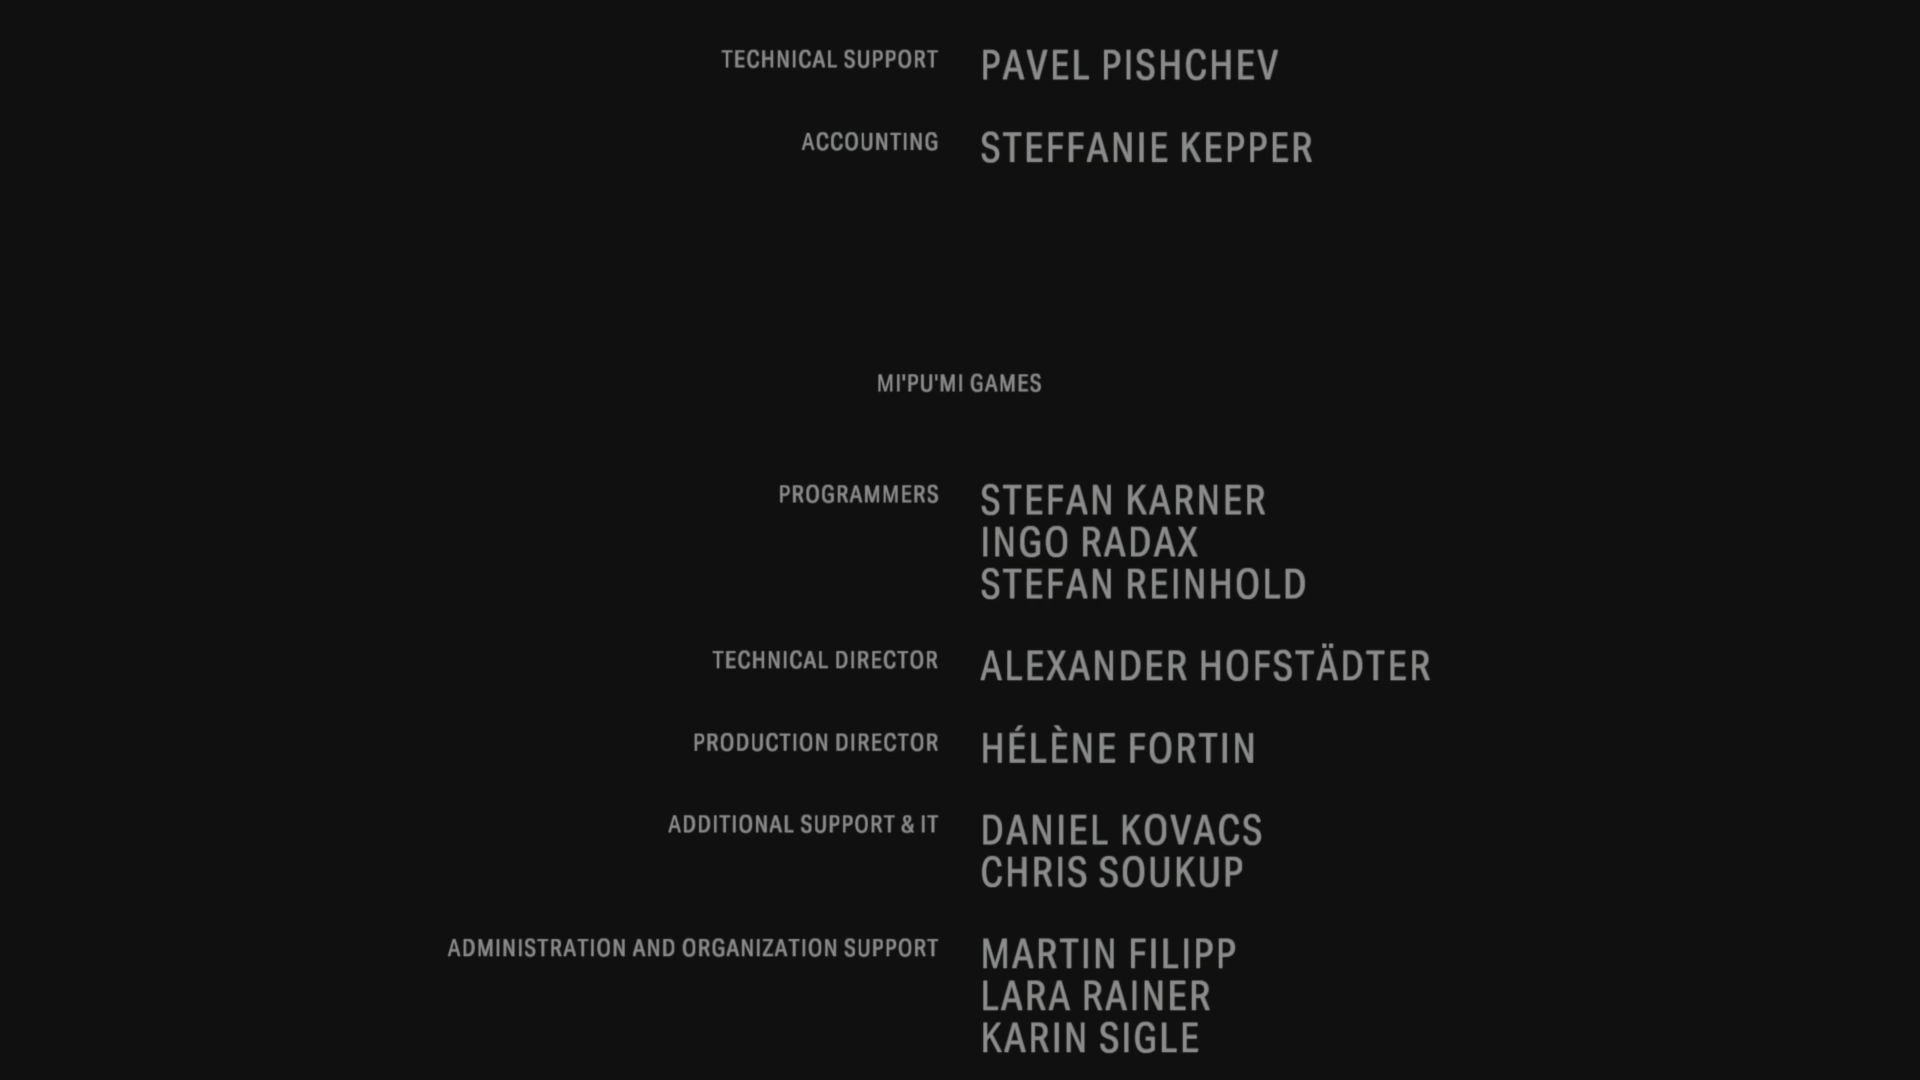 TECHNICAL SUPPORT PAVEL PISHCHEV
ACCOUNTING STEFFANIE KEPPER
MI'PU'MI GAMES
PROGRAMMERS STEFAN KARNER
INGO RADAX
STEFAN REINHOLD
TECHNICAL DIRECTOR ALEXANDER HOFSTÄDTER
PRODUCTION DIRECTOR HÉLÈNE FORTIN
ADDITIONAL SUPPORT & IT DANIEL KOVACS
CHRIS SOUKUP
ADMINISTRATION AND ORGANIZATION SUPPORT MARTIN FILIPP
LARA RAINER
KARIN SIGLE